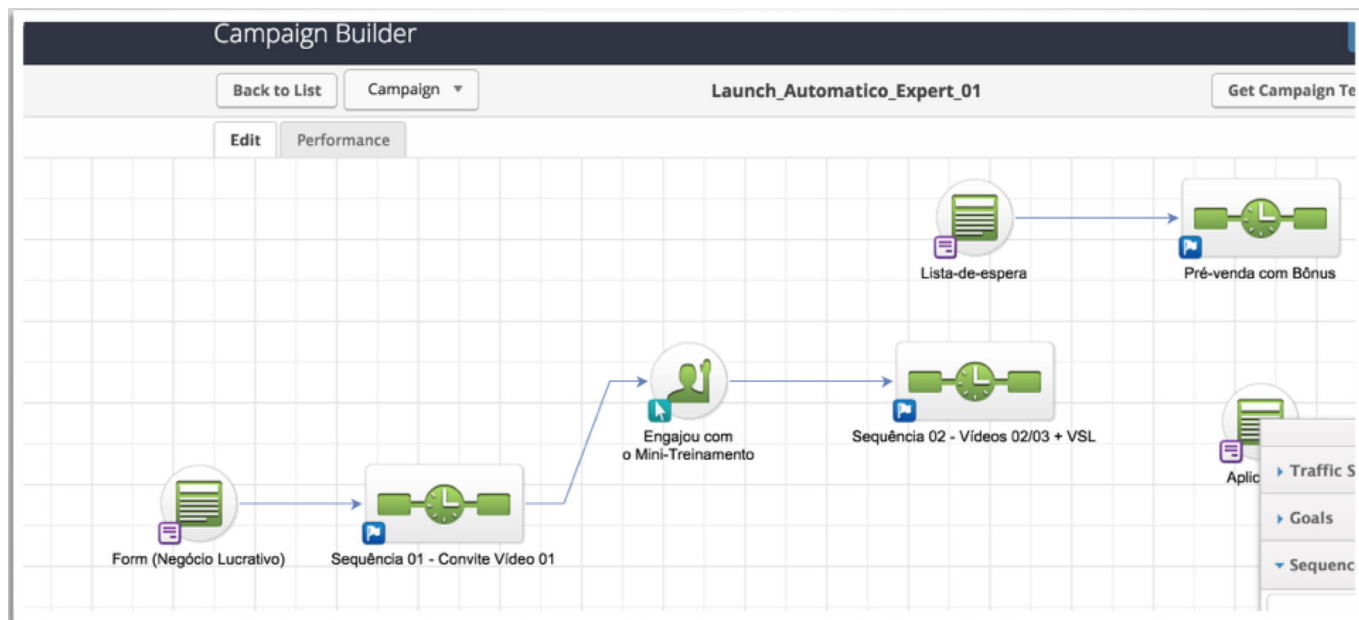 Campaign Builder
Back to List
Campaign
Launch_Automatico_Expert_01
Get Campaign Te
Edit
Performance
Lista-de-espera
Pré-venda com Bônus
Engajou com
o Mini-Treinamento
Sequência 02 - Vídeos 02/03 + VSL
Aplic
Traffic S
Goals
Sequenc
Form (Negócio Lucrativo)
Sequência 01 - Convite Vídeo 01